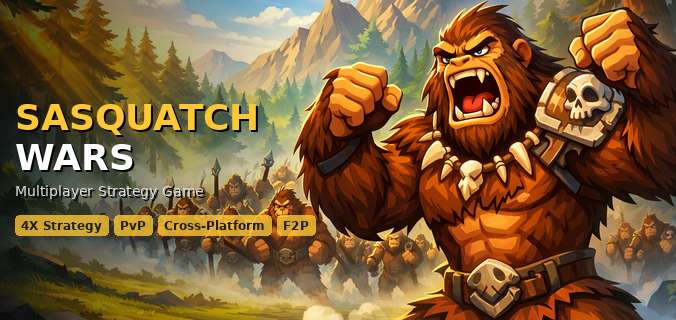 SASQUATCH
WARS
Multiplayer Strategy Game
4X Strategy PvP Cross-Platform F2P